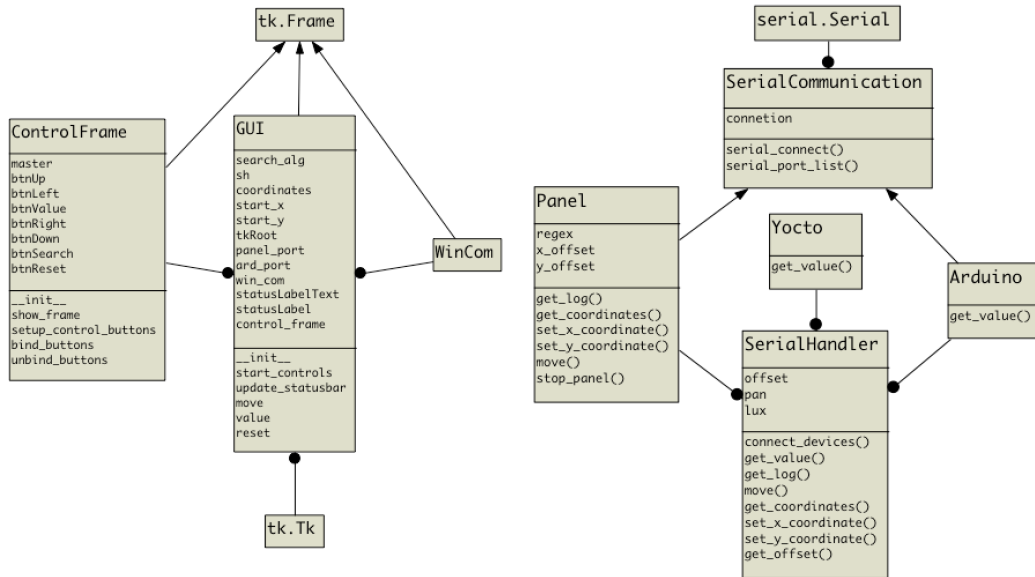 tk.Frame
ControlFrame
master
btnUp
btnLeft
btnValue
btnRight
btnDown
btnSearch
btnReset
__init__
show_frame
setup_control_buttons
bind_buttons
unbind_buttons
GUI
search_alg
sh
coordinates
start_x
start_y
tkRoot
panel_port
ard_port
win_com
statusLabelText
statusLabel
control_frame
__init__
start_controls
update_statusbar
move
value
reset
WinCom
tk.Tk
serial.Serial
SerialCommunication
connetion
serial_connect()
serial_port_list()
Panel
regex
x_offset
y_offset
get_log()
get_coordinates()
set_x_coordinate()
set_y_coordinate()
move()
stop_panel()
Yocto
get_value()
Arduino
get_value()
SerialHandler
offset
pan
lux
connect_devices()
get_value()
get_log()
move()
get_coordinates()
set_x_coordinate()
set_y_coordinate()
get_offset()